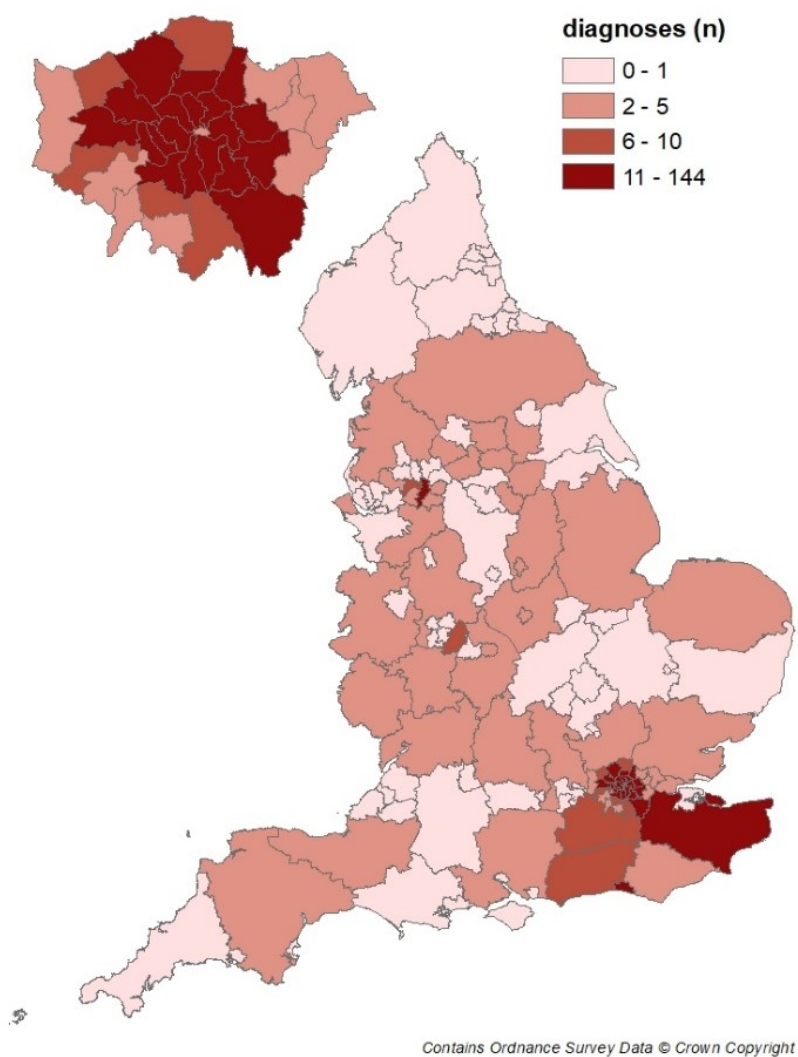 diagnoses (n)
0 - 1
2 - 5
6 - 10
11 - 144
Contains Ordnance Survey Data © Crown Copyright